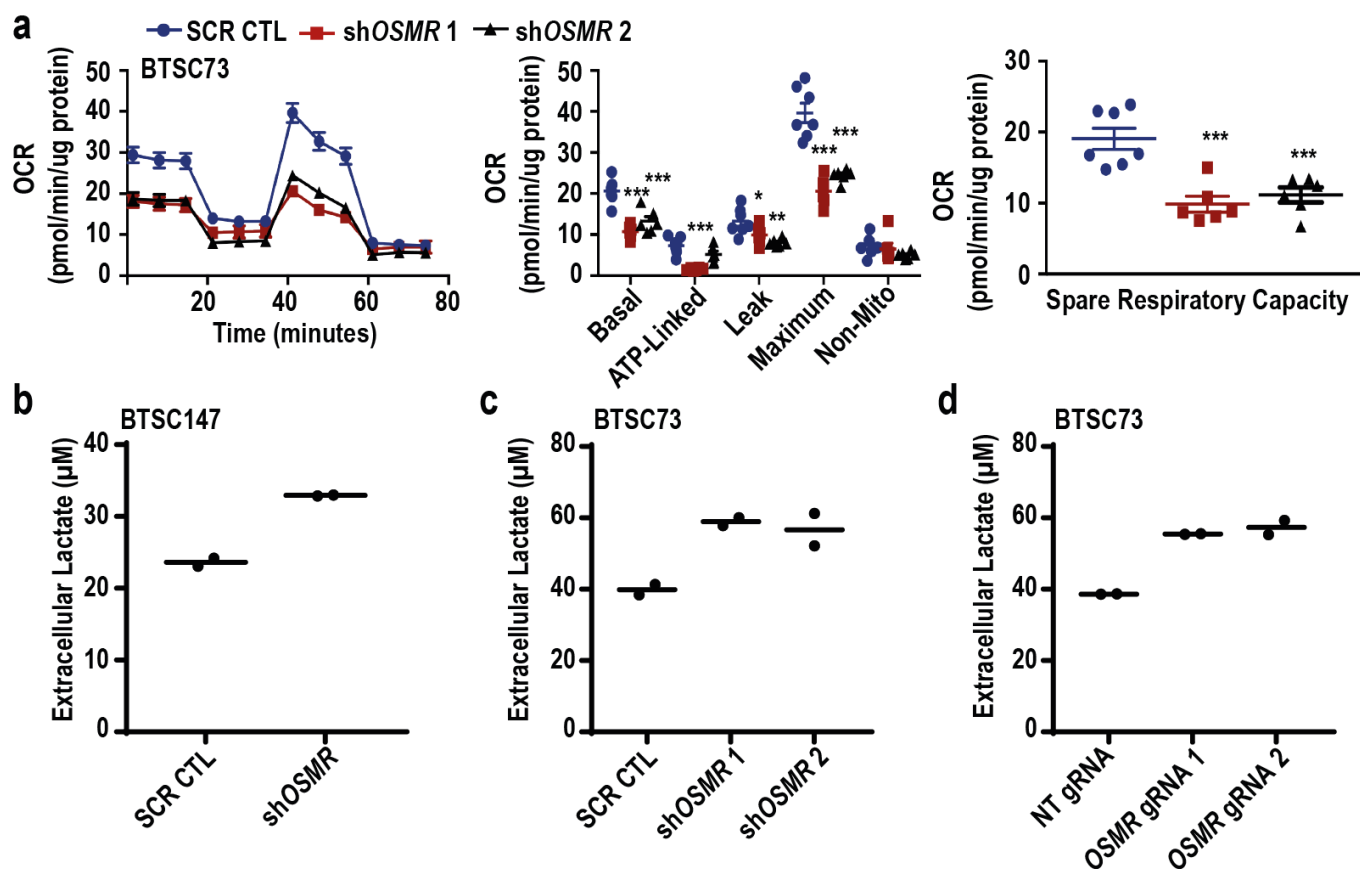 a
SCR CTL shOSMR 1 shOSMR 2
BTSC73
OCR
(pmol/min/ug protein)
50
40
30
20
10
0
20 40 60 80
Time (minutes)
OCR
(pmol/min/ug protein)
50
40
30
20
10
0
***
***
***
*
**
***
***
Basal
ATP-Linked
Leak
Maximum
Non-Mito
OCR
(pmol/min/ug protein)
30
20
10
0
***
***
Spare Respiratory Capacity
b
BTSC147
Extracellular Lactate (µM)
40
30
20
10
0
SCR CTL
shOSMR
c
BTSC73
Extracellular Lactate (µM)
80
60
40
20
0
SCR CTL
shOSMR 1
shOSMR 2
d
BTSC73
Extracellular Lactate (µM)
80
60
40
20
0
NT gRNA
OSMR gRNA 1
OSMR gRNA 2